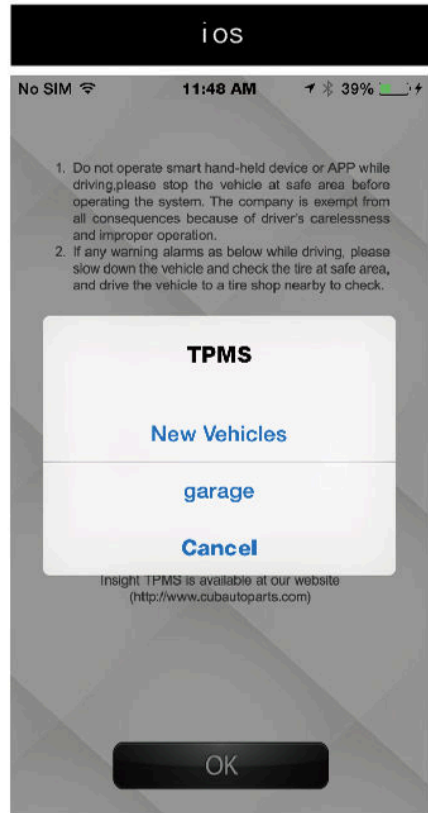 ios
No SIM 11:48 AM 39%
1. Do not operate smart hand-held device or APP while
driving,please stop the vehicle at safe area before
operating the system. The company is exempt from
all consequences because of driver's carelessness
and improper operation.
2. If any warning alarms as below while driving, please
slow down the vehicle and check the tire at safe area,
and drive the vehicle to a tire shop nearby to check.
TPMS
New Vehicles
garage
Cancel
Insight TPMS is available at our website
(http://www.cubautoparts.com)
OK